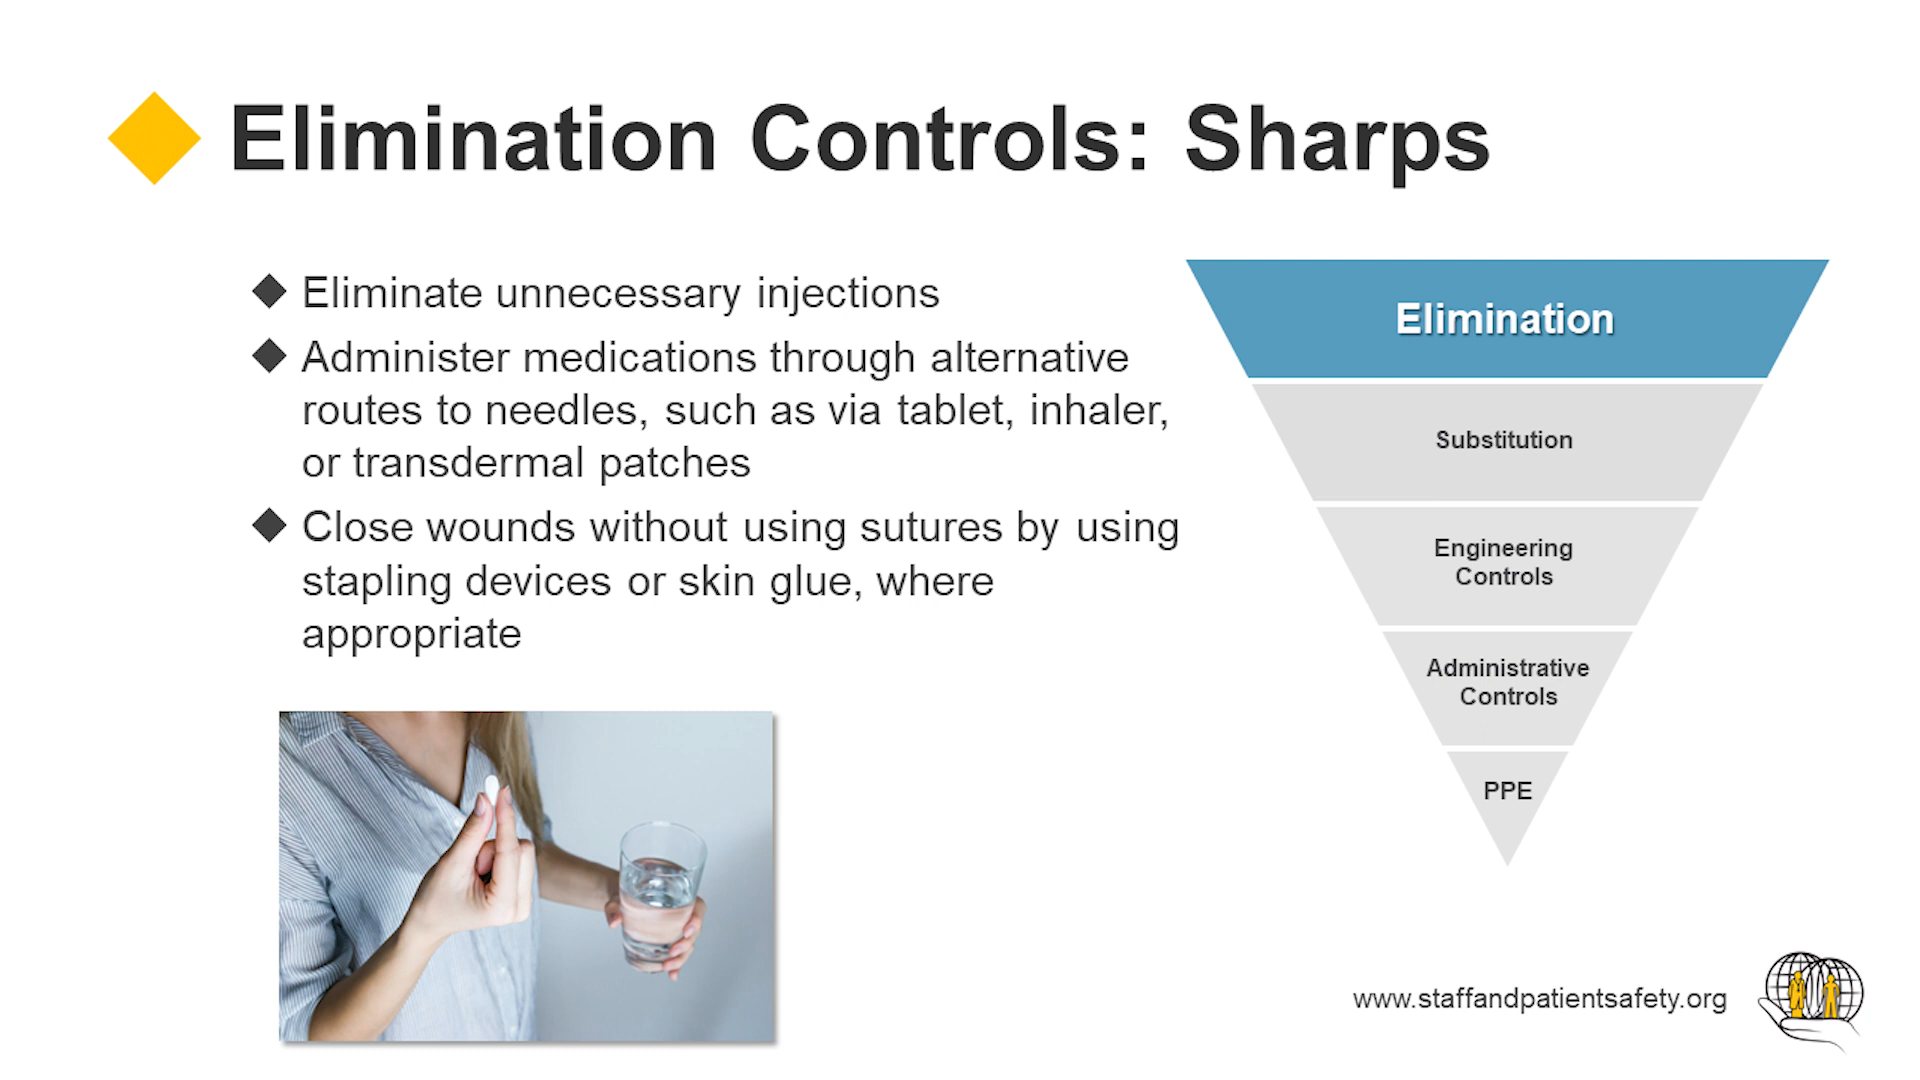 Elimination Controls: Sharps
Eliminate unnecessary injections
Administer medications through alternative
routes to needles, such as via tablet, inhaler,
or transdermal patches
Close wounds without using sutures by using
stapling devices or skin glue, where
appropriate
Elimination
Substitution
Engineering
Controls
Administrative
Controls
PPE
www.staffandpatientsafety.org